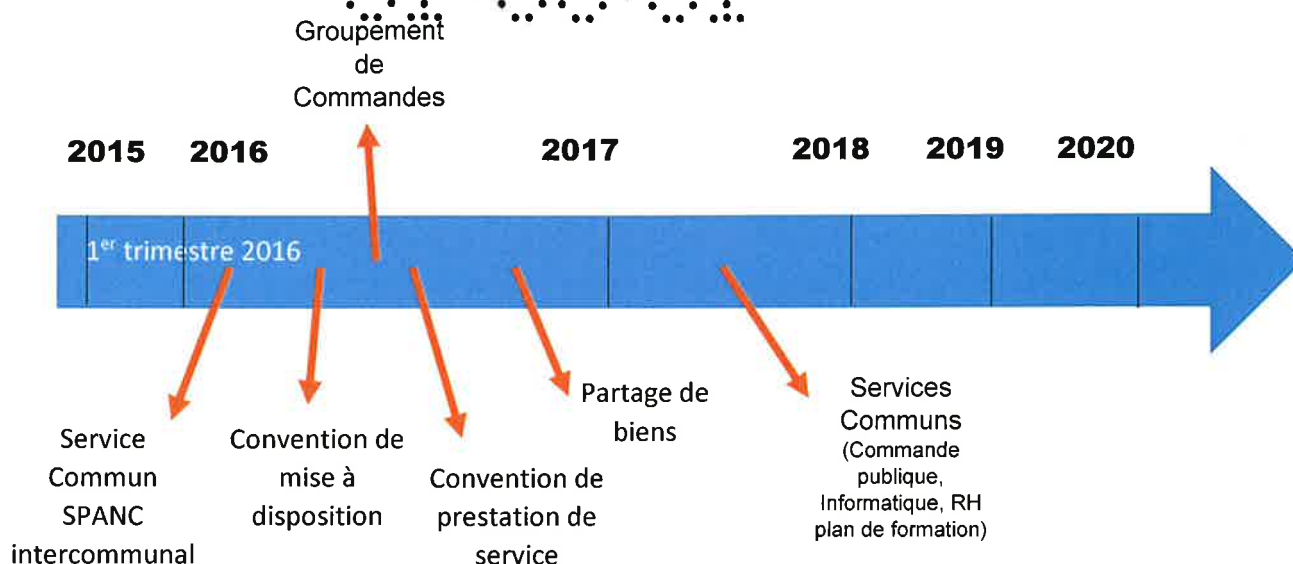 Groupement
de
Commandes
2015 2016 2017 2018 2019 2020
1er trimestre 2016
Service
Commun
SPANC
intercommunal
Convention de
mise à
disposition
Convention de
prestation de
service
Partage de
biens
Services
Communs
(Commande
publique,
Informatique, RH
plan de formation)